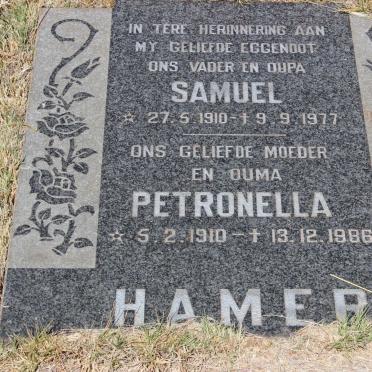 IN TERE HERINNERING AAN
MY GELIEFDE EGGENOOT
ONS VADER EN OUPA
SAMUEL
☆ 27.5.1910 - † 9.9.1977
ONS GELIEFDE MOEDER
EN OUMA
PETRONELLA
☆ 5.2.1910 - † 13.12.1986
HAMER